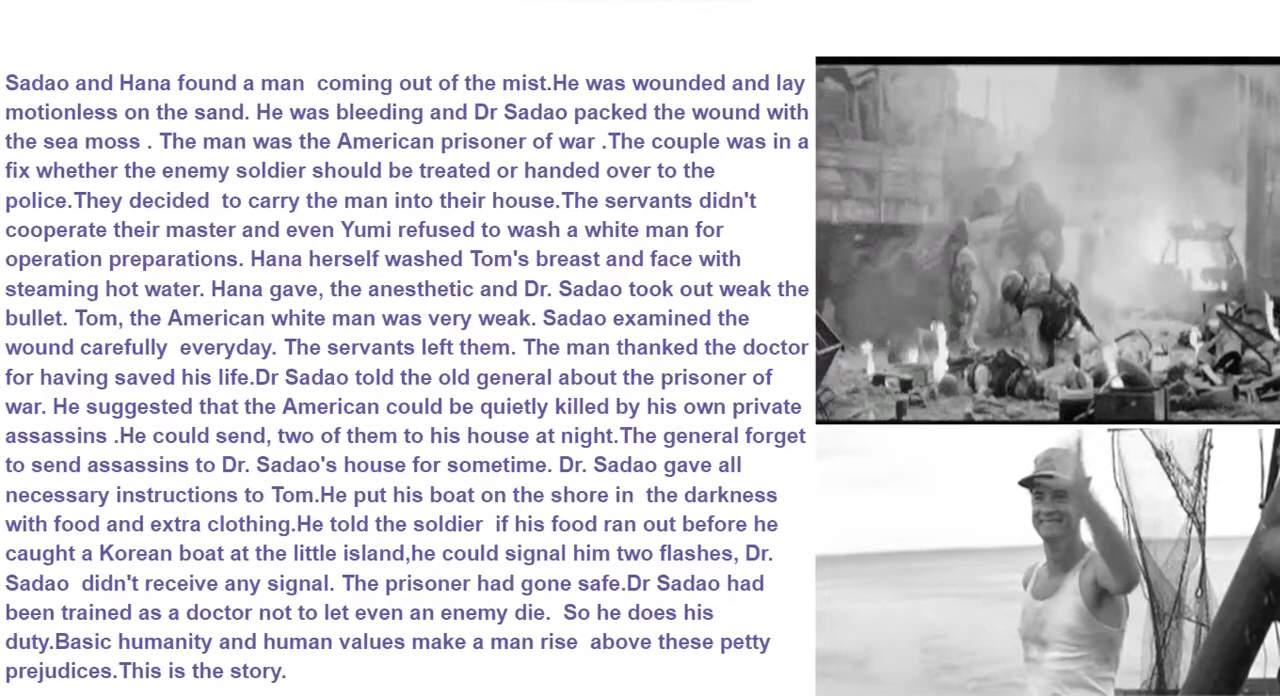 Sadao and Hana found a man  coming out of the mist.He was wounded and lay
motionless on the sand. He was bleeding and Dr Sadao packed the wound with
the sea moss . The man was the American prisoner of war .The couple was in a
fix whether the enemy soldier should be treated or handed over to the
police.They decided  to carry the man into their house.The servants didn't
cooperate their master and even Yumi refused to wash a white man for
operation preparations. Hana herself washed Tom's breast and face with
steaming hot water. Hana gave, the anesthetic and Dr. Sadao took out weak the
bullet. Tom, the American white man was very weak. Sadao examined the
wound carefully  everyday. The servants left them. The man thanked the doctor
for having saved his life.Dr Sadao told the old general about the prisoner of
war. He suggested that the American could be quietly killed by his own private
assassins .He could send, two of them to his house at night.The general forget
to send assassins to Dr. Sadao's house for sometime. Dr. Sadao gave all
necessary instructions to Tom.He put his boat on the shore in  the darkness
with food and extra clothing.He told the soldier  if his food ran out before he
caught a Korean boat at the little island,he could signal him two flashes, Dr.
Sadao  didn't receive any signal. The prisoner had gone safe.Dr Sadao had
been trained as a doctor not to let even an enemy die.  So he does his
duty.Basic humanity and human values make a man rise  above these petty
prejudices.This is the story.